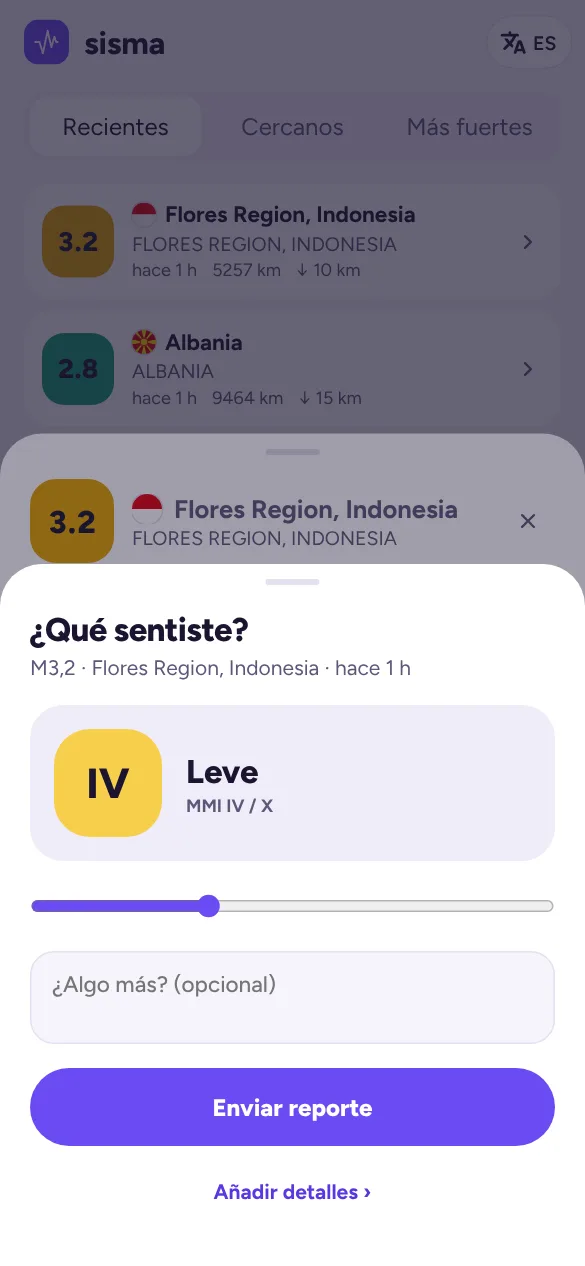 sisma
ES
Recientes
Cercanos
Más fuertes
3.2
Flores Region, Indonesia
FLORES REGION, INDONESIA
hace 1 h 5257 km ↓ 10 km
2.8
Albania
ALBANIA
hace 1 h 9464 km ↓ 15 km
3.2
Flores Region, Indonesia
FLORES REGION, INDONESIA
¿Qué sentiste?
M3,2 · Flores Region, Indonesia · hace 1 h
IV
Leve
MMI IV / X
¿Algo más? (opcional)
Enviar reporte
Añadir detalles ›